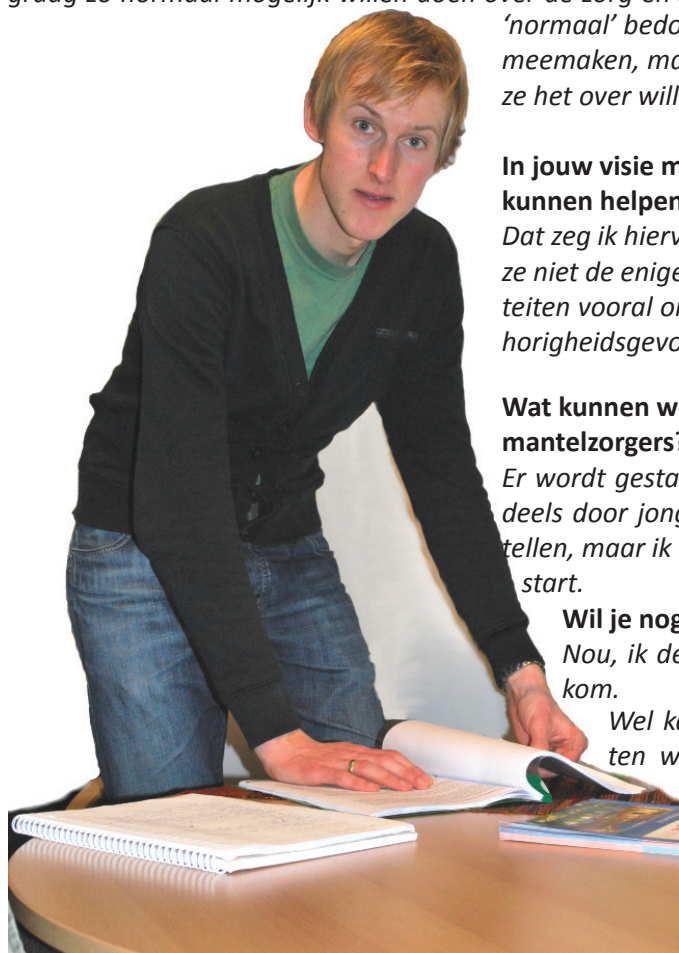 graag zo normaal mogelijk willen doen over de zorg en
‘normaal’ bedo
meemaken, ma
ze het over will
In jouw visie m
kunnen helpen
Dat zeg ik hierv
ze niet de enige
teiten vooral o
horigheidsgevo
Wat kunnen we
mantelzorgers?
Er wordt gesta
deels door jong
tellen, maar ik
start.
Wil je nog
Nou, ik de
kom.
Wel ka
ten w